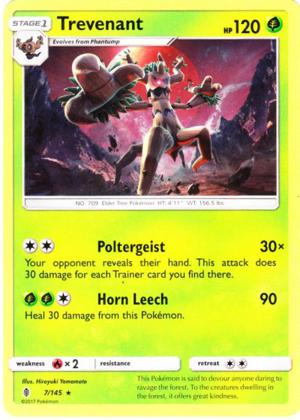 STAGE 1 Trevenant HP 120
Evolves from Phantump
NO. 709 Elder Tree Pokémon HT: 4'11" WT: 156.5 lbs.
Poltergeist 30×
Your opponent reveals their hand. This attack does
30 damage for each Trainer card you find there.
Horn Leech 90
Heal 30 damage from this Pokémon.
weakness × 2 resistance retreat
Illus. Hiroyuki Yamamoto
7/145 ★
©2017 Pokémon
This Pokémon is said to devour anyone daring to
ravage the forest. To the creatures dwelling in
the forest, it offers great kindness.